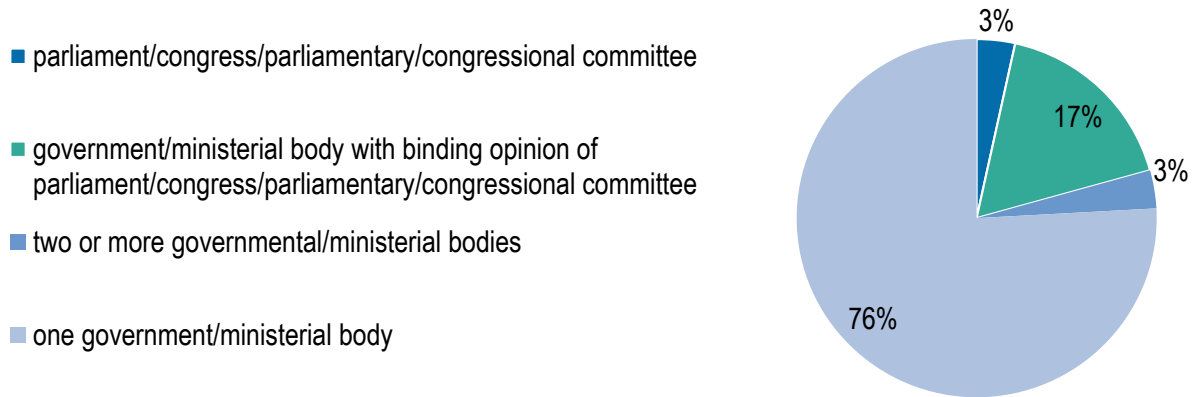 3%
parliament/congress/parliamentary/congressional committee
government/ministerial body with binding opinion of
parliament/congress/parliamentary/congressional committee
17%
3%
two or more governmental/ministerial bodies
76%
one government/ministerial body